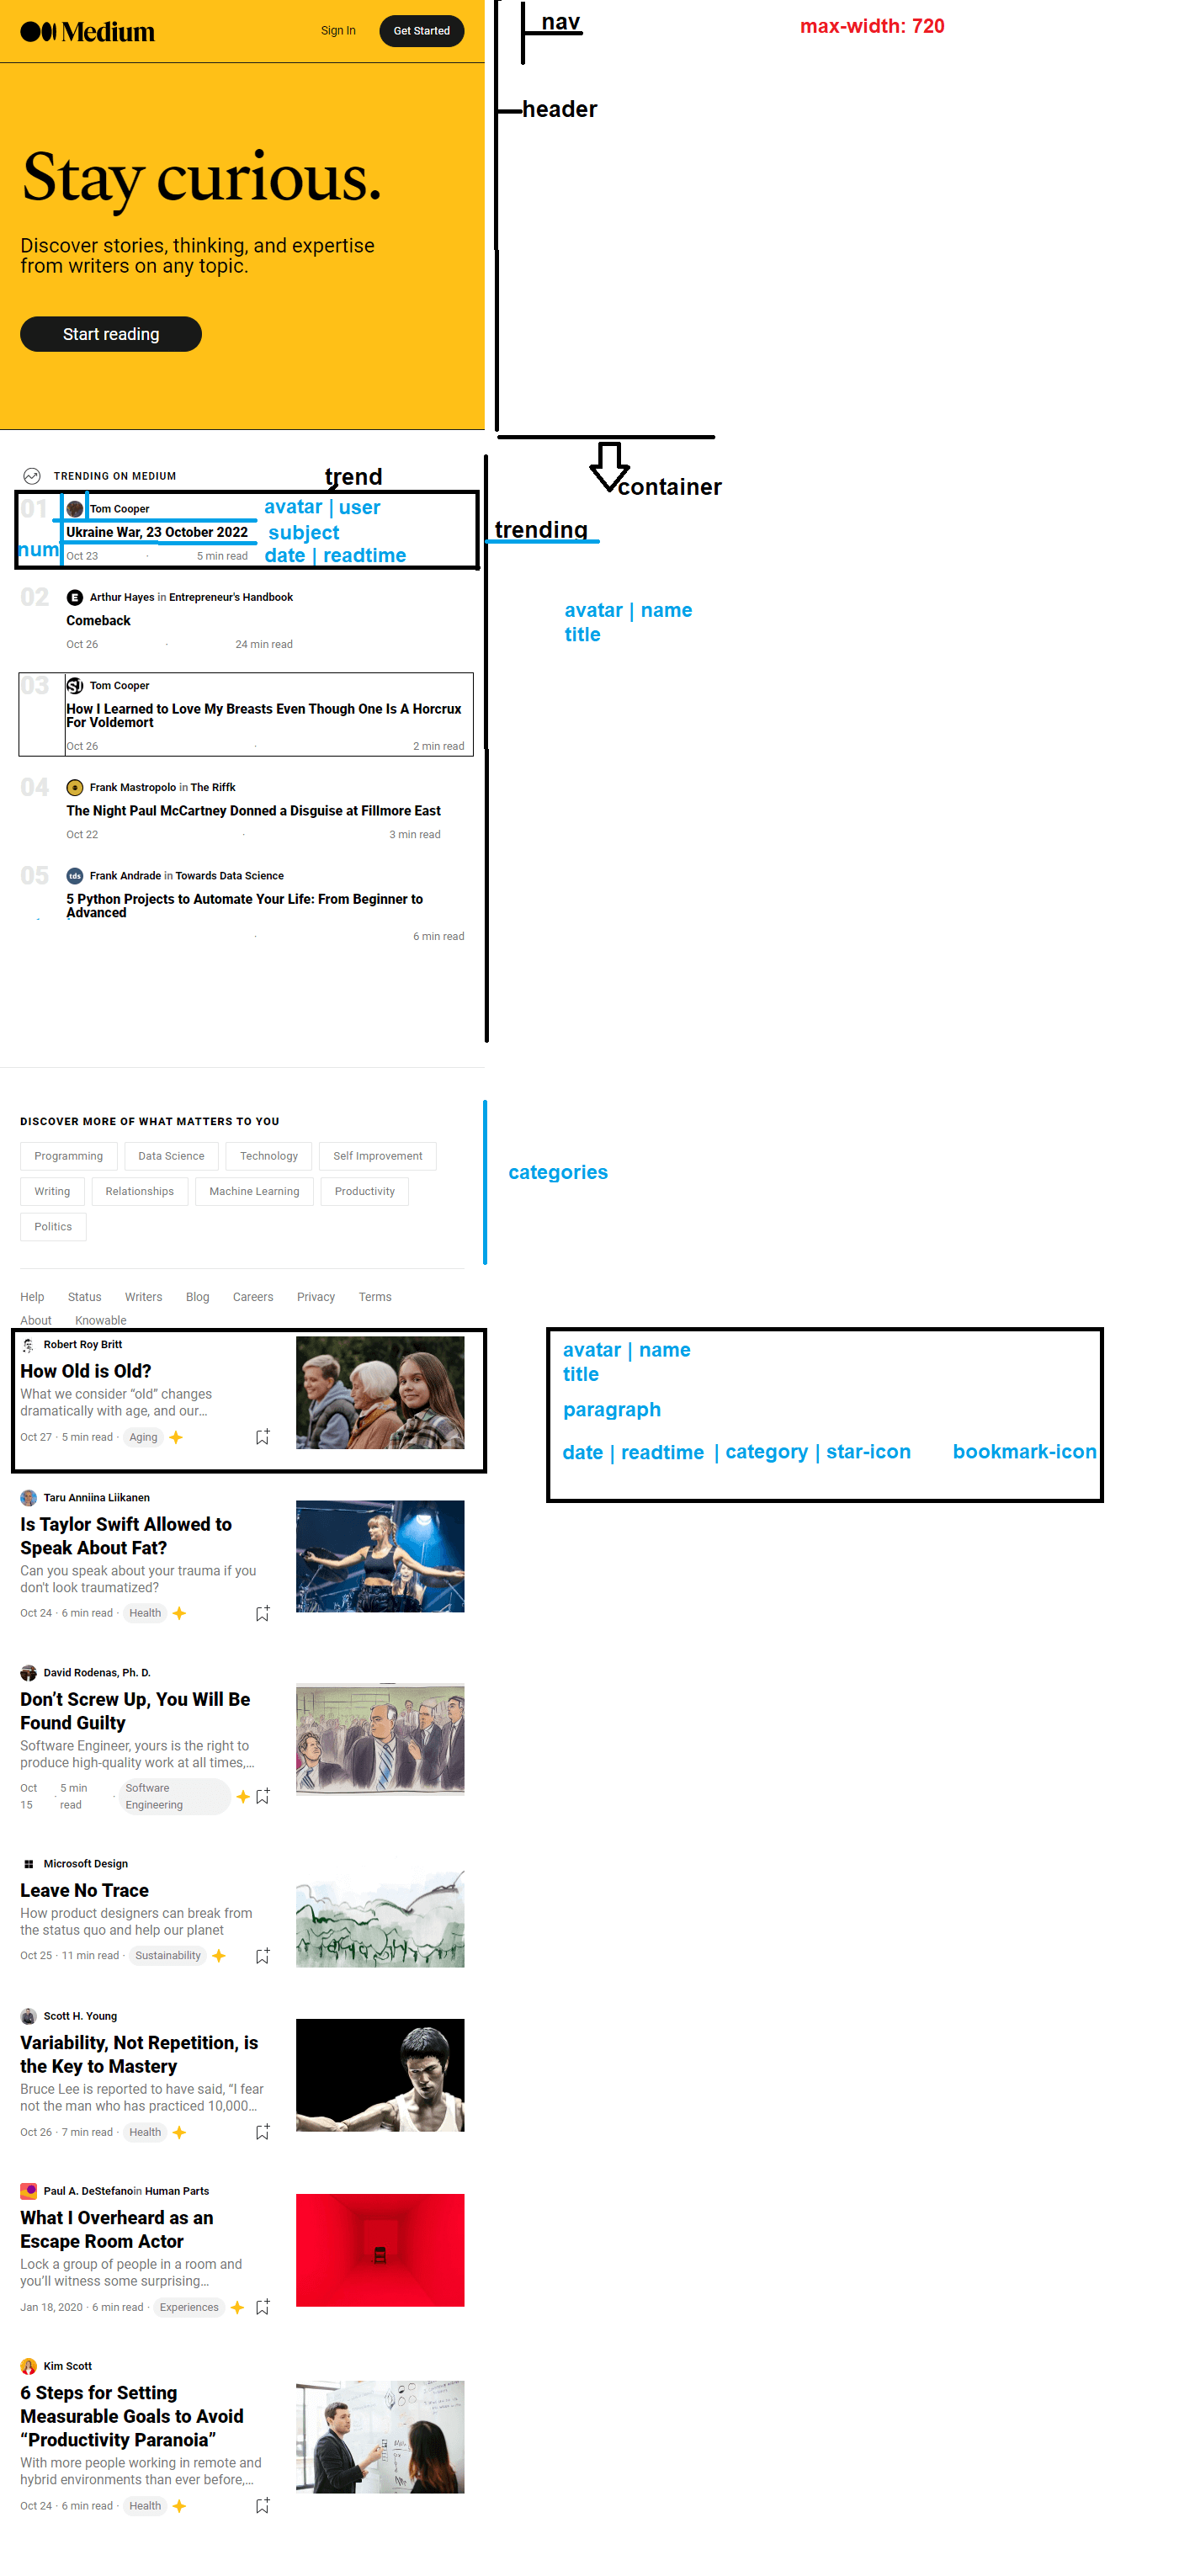 Medium
Sign In
Get Started
nav
max-width: 720
header
Stay curious.
Discover stories, thinking, and expertise
from writers on any topic.
Start reading
container
TRENDING ON MEDIUM
trend
trending
01
Tom Cooper
avatar | user
Ukraine War, 23 October 2022
subject
num
Oct 23 · 5 min read
date | readtime
02
Arthur Hayes in Entrepreneur's Handbook
Comeback
Oct 26 · 24 min read
avatar | name
title
03
Tom Cooper
How I Learned to Love My Breasts Even Though One Is A Horcrux
For Voldemort
Oct 26 · 2 min read
04
Frank Mastropolo in The Riffk
The Night Paul McCartney Donned a Disguise at Fillmore East
Oct 22 · 3 min read
05
tds
Frank Andrade in Towards Data Science
5 Python Projects to Automate Your Life: From Beginner to
Advanced
· 6 min read
DISCOVER MORE OF WHAT MATTERS TO YOU
Programming Data Science Technology Self Improvement
Writing Relationships Machine Learning Productivity
Politics
categories
Help Status Writers Blog Careers Privacy Terms
About Knowable
Robert Roy Britt
How Old is Old?
What we consider “old” changes
dramatically with age, and our...
Oct 27 · 5 min read · Aging
avatar | name
title
paragraph
date | readtime | category | star-icon bookmark-icon
Taru Anniina Liikanen
Is Taylor Swift Allowed to
Speak About Fat?
Can you speak about your trauma if you
don't look traumatized?
Oct 24 · 6 min read · Health
David Rodenas, Ph. D.
Don’t Screw Up, You Will Be
Found Guilty
Software Engineer, yours is the right to
produce high-quality work at all times,...
Oct 15 · 5 min read · Software Engineering
Microsoft Design
Leave No Trace
How product designers can break from
the status quo and help our planet
Oct 25 · 11 min read · Sustainability
Scott H. Young
Variability, Not Repetition, is
the Key to Mastery
Bruce Lee is reported to have said, “I fear
not the man who has practiced 10,000...
Oct 26 · 7 min read · Health
Paul A. DeStefanoin Human Parts
What I Overheard as an
Escape Room Actor
Lock a group of people in a room and
you’ll witness some surprising...
Jan 18, 2020 · 6 min read · Experiences
Kim Scott
6 Steps for Setting
Measurable Goals to Avoid
“Productivity Paranoia”
With more people working in remote and
hybrid environments than ever before,...
Oct 24 · 6 min read · Health